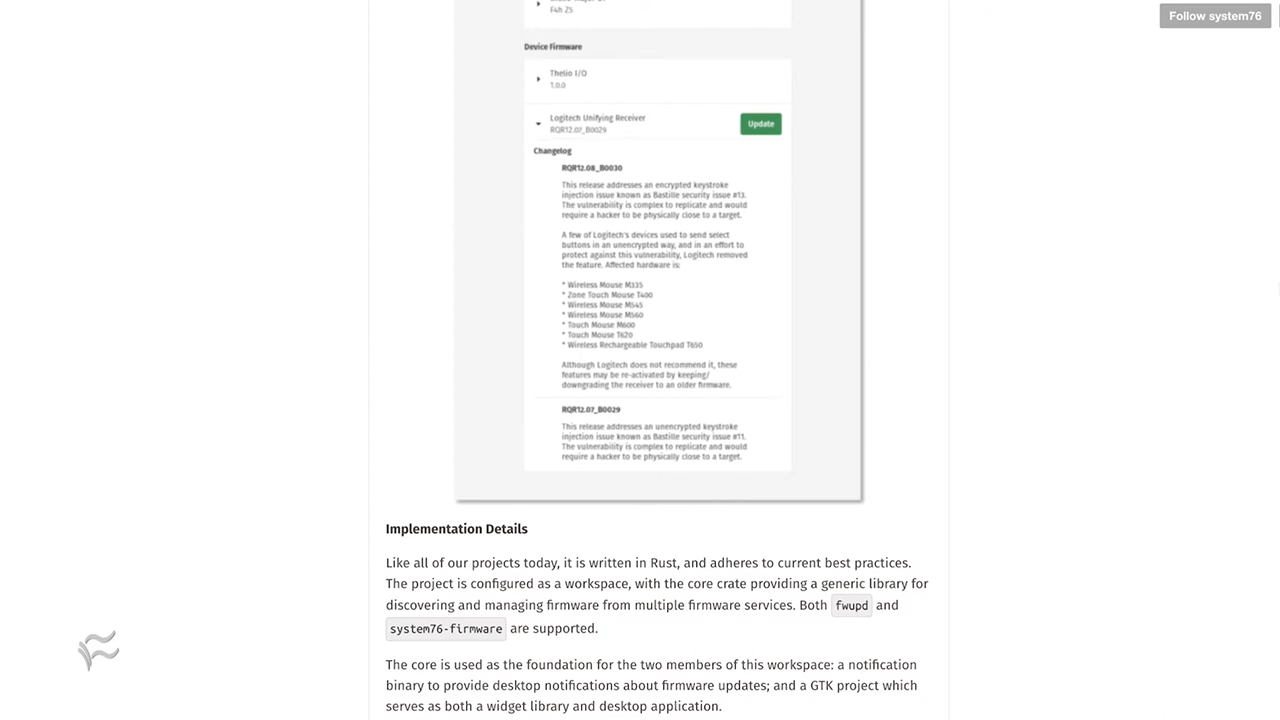 Follow system76
F4h Z5
Device Firmware
Thelio I/O
1.0.0
Logitech Unifying Receiver
RQR12.07_B0029
Update
Changelog
RQR12.08_B0030
This release addresses an encrypted keystroke
injection issue known as Bastille security issue #13.
The vulnerability is complex to replicate and would
require a hacker to be physically close to a target.
A few of Logitech's devices used to send select
buttons in an unencrypted way, and in an effort to
protect against this vulnerability, Logitech removed
the feature. Affected hardware is:
* Wireless Mouse M335
* Zone Touch Mouse T400
* Wireless Mouse M545
* Wireless Mouse M560
* Touch Mouse M600
* Touch Mouse T620
* Wireless Rechargeable Touchpad T650
Although Logitech does not recommend it, these
features may be re-activated by keeping/
downgrading the receiver to an older firmware.
RQR12.07_B0029
This release addresses an unencrypted keystroke
injection issue known as Bastille security issue #11.
The vulnerability is complex to replicate and would
require a hacker to be physically close to a target.
Implementation Details
Like all of our projects today, it is written in Rust, and adheres to current best practices.
The project is configured as a workspace, with the core crate providing a generic library for
discovering and managing firmware from multiple firmware services. Both fwupd and
system76-firmware are supported.
The core is used as the foundation for the two members of this workspace: a notification
binary to provide desktop notifications about firmware updates; and a GTK project which
serves as both a widget library and desktop application.